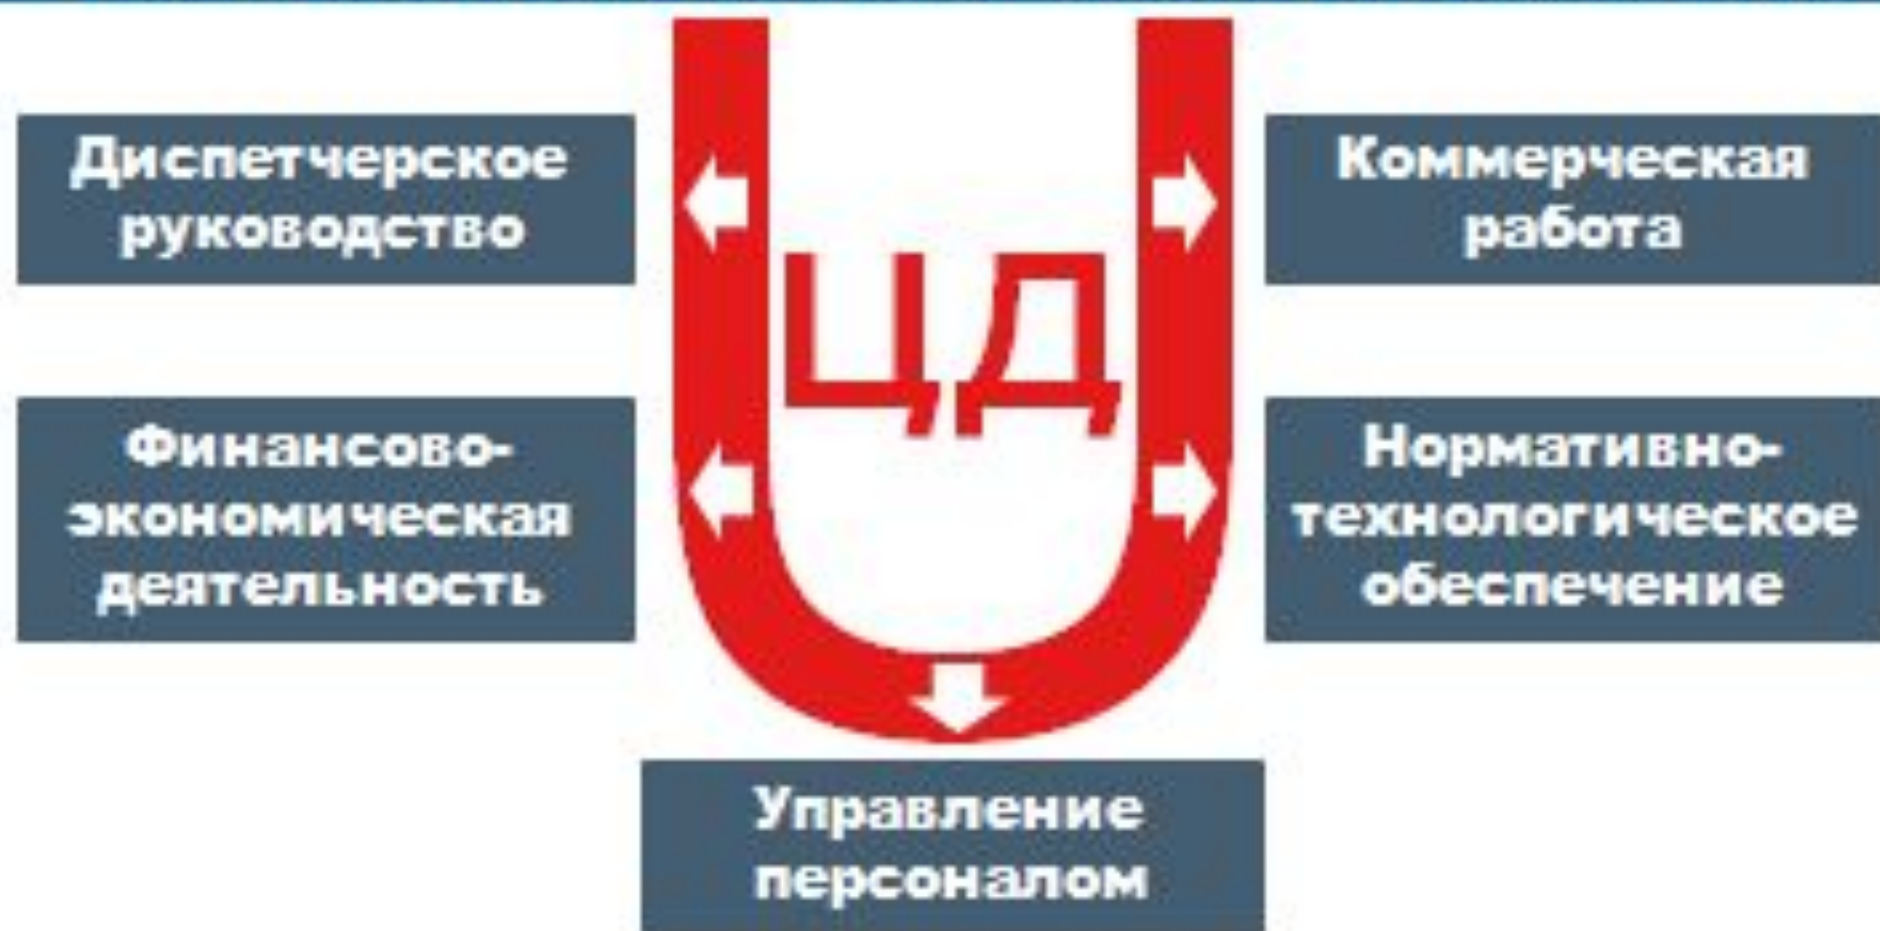 Диспетчерское
руководство
Коммерческая
работа
ЦД
Финансово-
экономическая
деятельность
Нормативно-
технологическое
обеспечение
Управление
персоналом